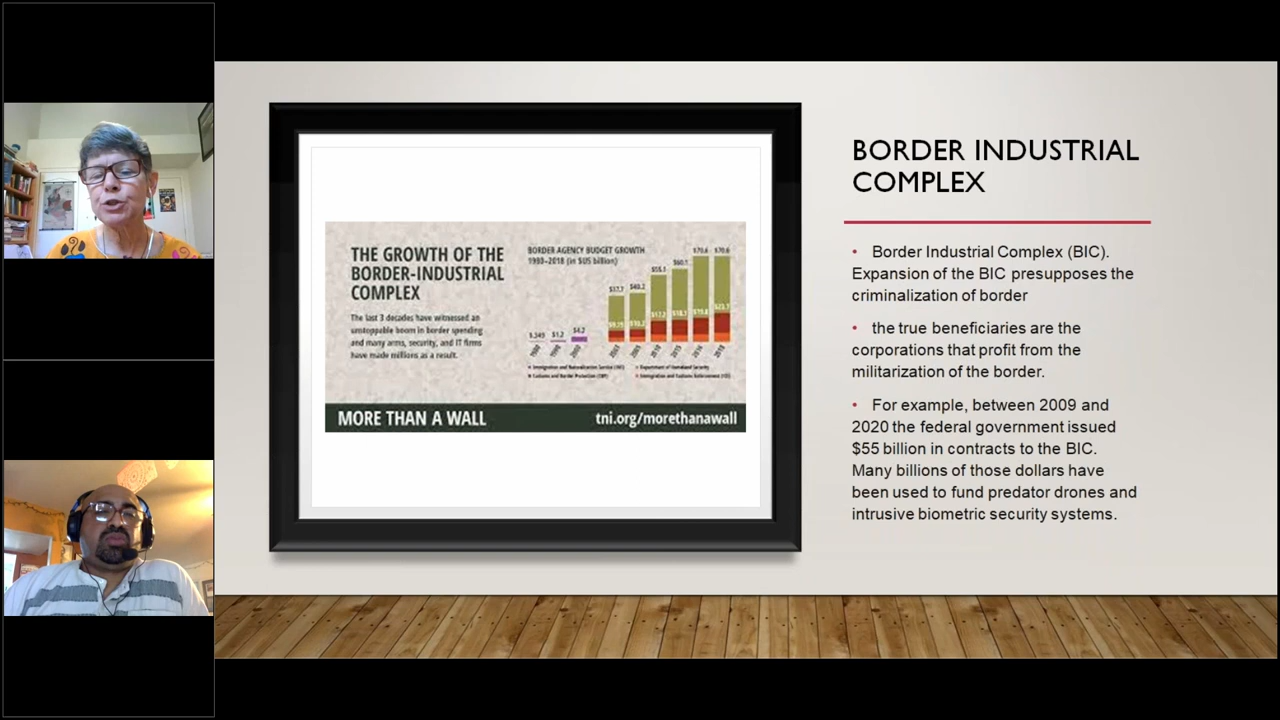 THE GROWTH OF THE
BORDER-INDUSTRIAL
COMPLEX
The last 3 decades have witnessed an
unstoppable boom in border spending
and many arms, security, and IT firms
have made millions as a result.
BORDER AGENCY BUDGET GROWTH
(in $US billion)
$1.2
$4.2
MORE THAN A WALL
tni.org/morethanawall
BORDER INDUSTRIAL
COMPLEX
• Border Industrial Complex (BIC).
Expansion of the BIC presupposes the
criminalization of border
• the true beneficiaries are the
corporations that profit from the
militarization of the border.
• For example, between 2009 and
2020 the federal government issued
$55 billion in contracts to the BIC.
Many billions of those dollars have
been used to fund predator drones and
intrusive biometric security systems.